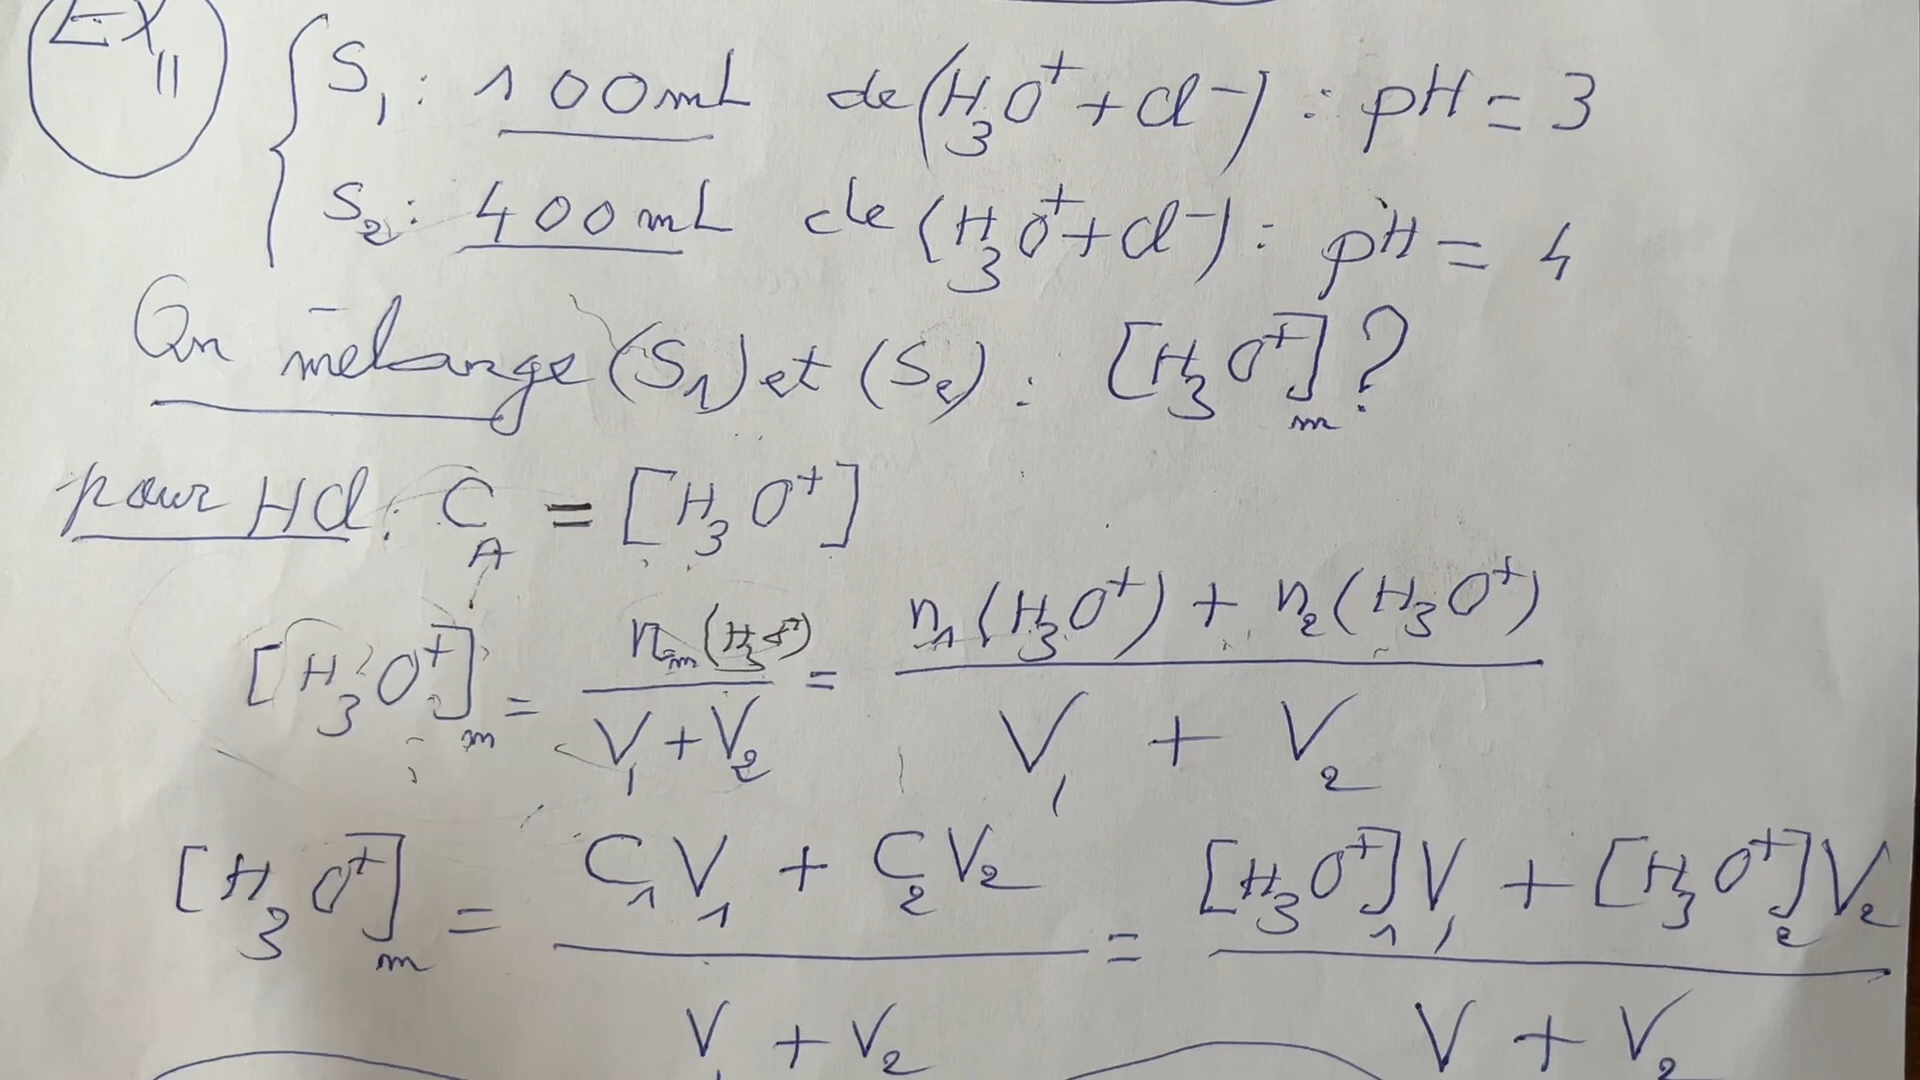 EX 11
S₁ : 100 mL de (H₃O⁺ + Cl⁻) : pH = 3
S₂ : 400 mL de (H₃O⁺ + Cl⁻) : pH = 4
On mélange (S₁) et (S₂) : [H₃O⁺]ₘ ?
pour HCl : C_A = [H₃O⁺]
[H₃O⁺]ₘ = nₘ(H₃O⁺) / (V₁ + V₂) = (n₁(H₃O⁺) + n₂(H₃O⁺)) / (V₁ + V₂)
[H₃O⁺]ₘ = (C₁V₁ + C₂V₂) / (V₁ + V₂) = ([H₃O⁺]₁V₁ + [H₃O⁺]₂V₂) / (V + V₂)